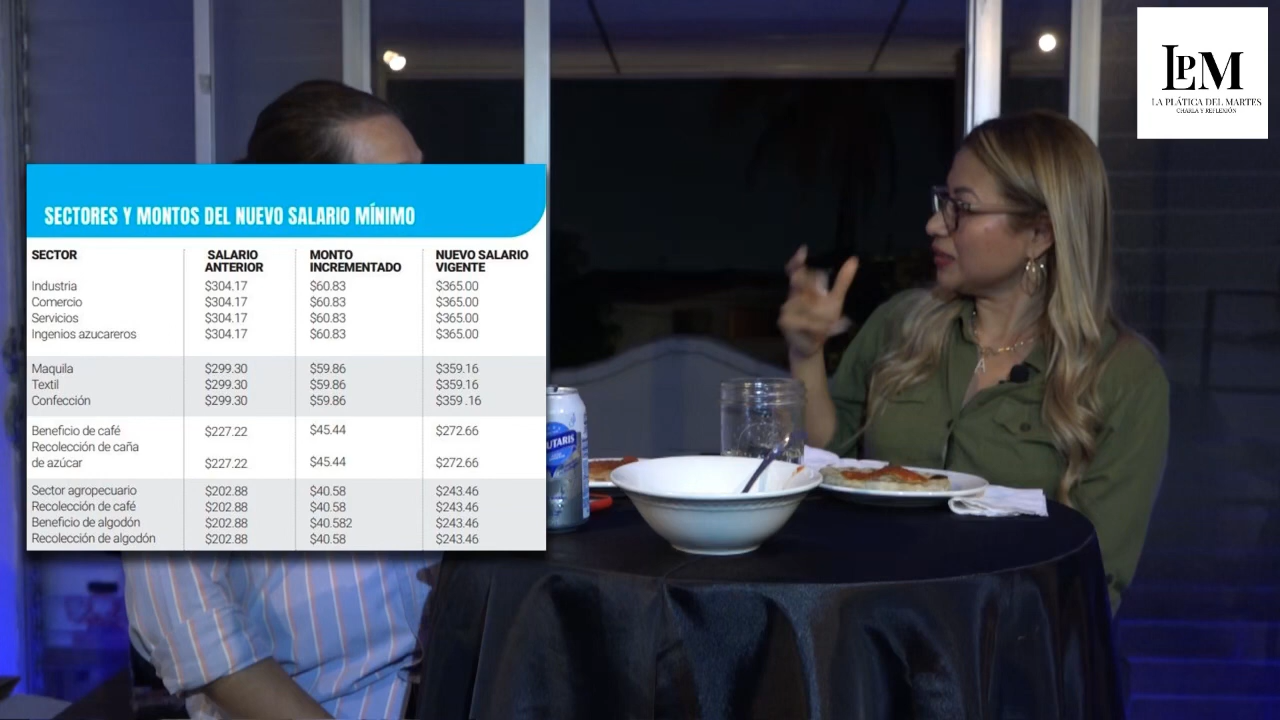 LPM
LA PLÁTICA DEL MARTES
CHARLA Y REFLEXIÓN
SECTORES Y MONTOS DEL NUEVO SALARIO MÍNIMO
SECTOR SALARIO ANTERIOR MONTO INCREMENTADO NUEVO SALARIO VIGENTE
Industria $304.17 $60.83 $365.00
Comercio $304.17 $60.83 $365.00
Servicios $304.17 $60.83 $365.00
Ingenios azucareros $304.17 $60.83 $365.00
Maquila $299.30 $59.86 $359.16
Textil $299.30 $59.86 $359.16
Confección $299.30 $59.86 $359 .16
Beneficio de café $227.22 $45.44 $272.66
Recolección de caña
de azúcar $227.22 $45.44 $272.66
Sector agropecuario $202.88 $40.58 $243.46
Recolección de café $202.88 $40.58 $243.46
Beneficio de algodón $202.88 $40.582 $243.46
Recolección de algodón $202.88 $40.58 $243.46